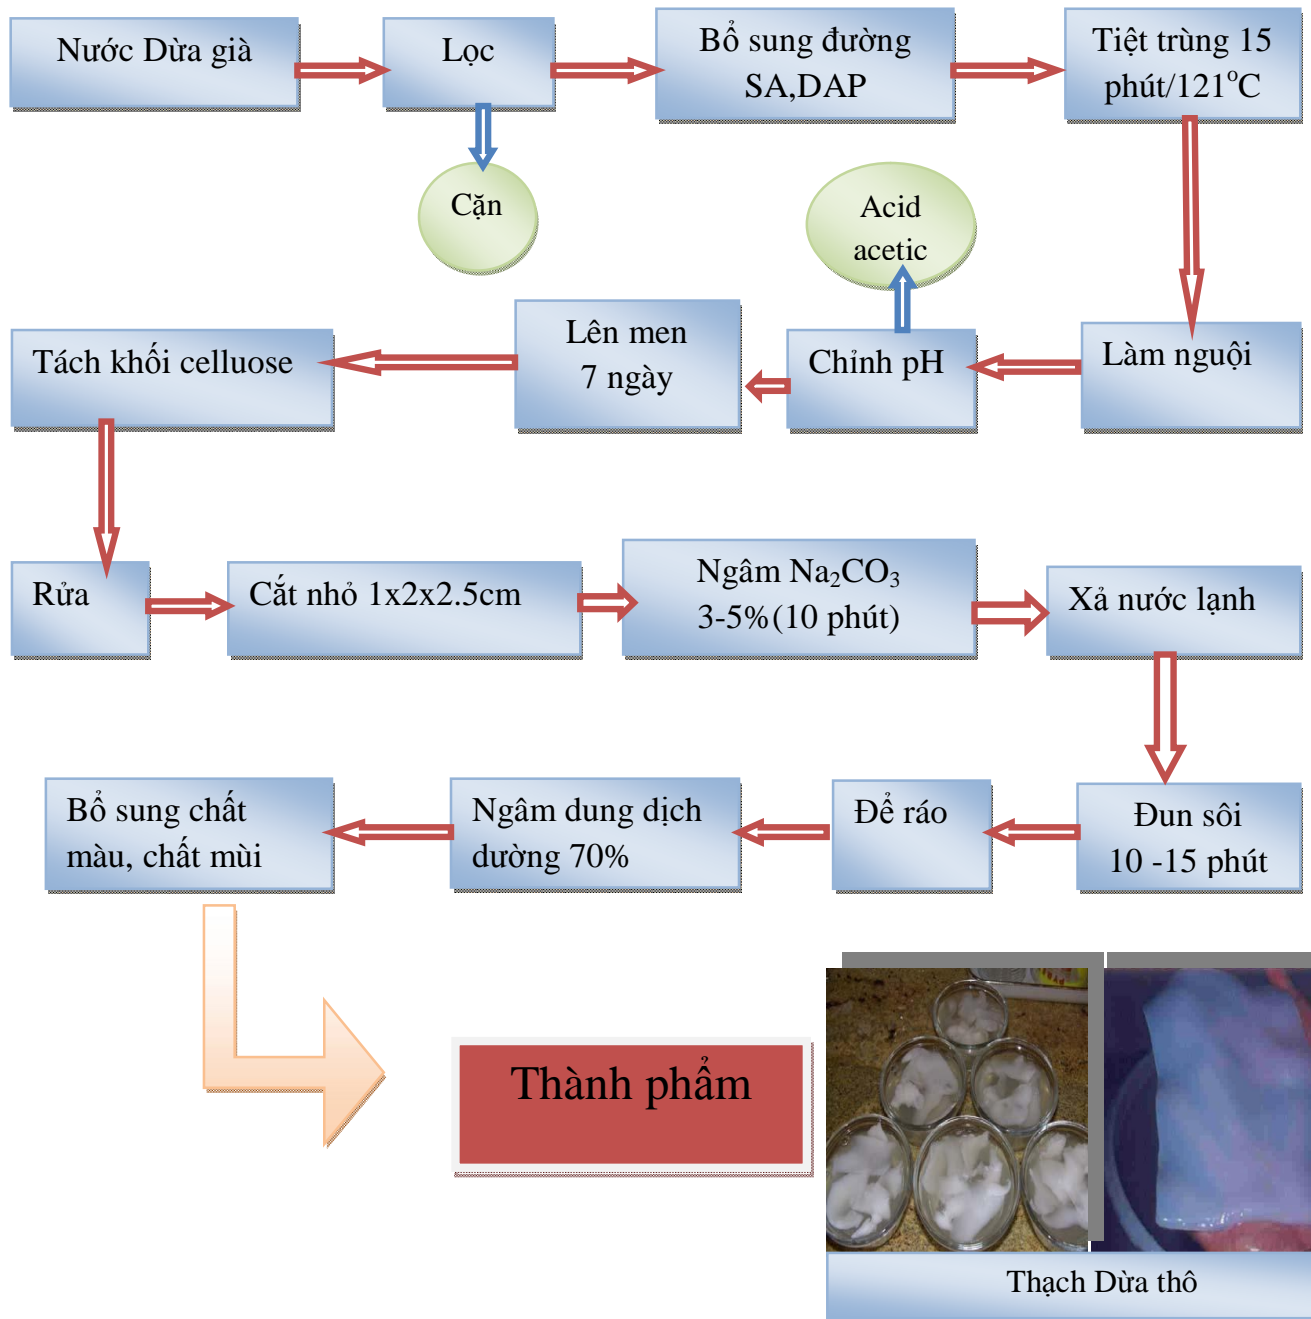 Nước Dừa già
Lọc
Bổ sung đường
SA,DAP
Tiệt trùng 15
phút/121°C
Cặn
Acid
acetic
Làm nguội
Chỉnh pH
Lên men
7 ngày
Tách khối celluose
Rửa
Cắt nhỏ 1x2x2.5cm
Ngâm Na₂CO₃
3-5%(10 phút)
Xả nước lạnh
Đun sôi
10 -15 phút
Để ráo
Ngâm dung dịch
dường 70%
Bổ sung chất
màu, chất mùi
Thành phẩm
Thạch Dừa thô